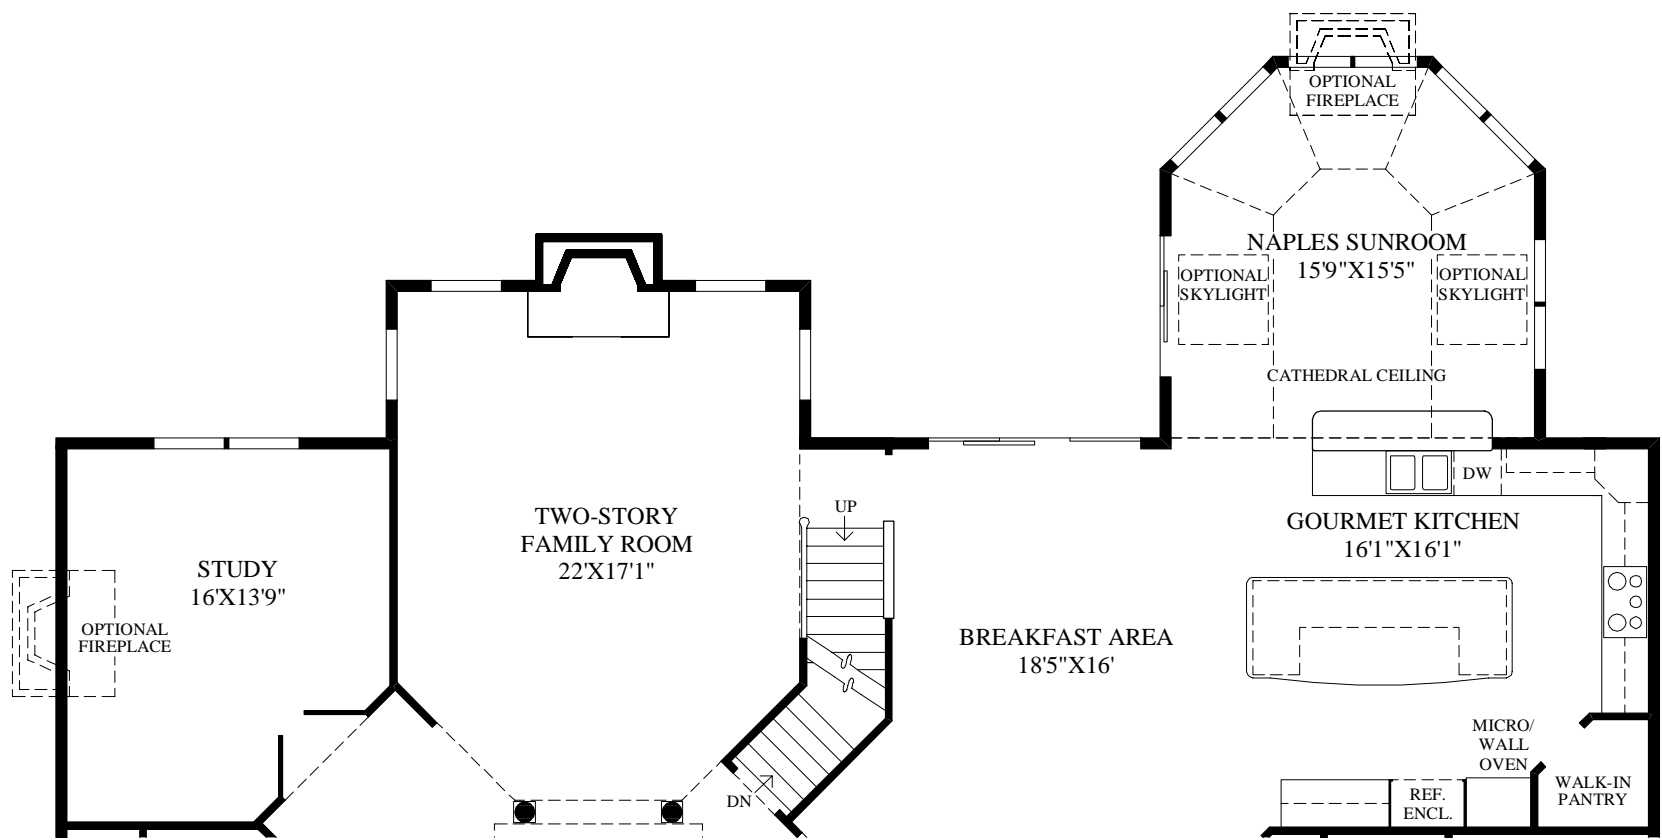 OPTIONAL
FIREPLACE
NAPLES SUNROOM
15'9"X15'5"
OPTIONAL
SKYLIGHT
OPTIONAL
SKYLIGHT
CATHEDRAL CEILING
TWO-STORY
FAMILY ROOM
22'X17'1"
UP
DW
GOURMET KITCHEN
16'1"X16'1"
STUDY
16'X13'9"
OPTIONAL
FIREPLACE
BREAKFAST AREA
18'5"X16'
MICRO/
WALL
OVEN
DN
REF.
ENCL.
WALK-IN
PANTRY